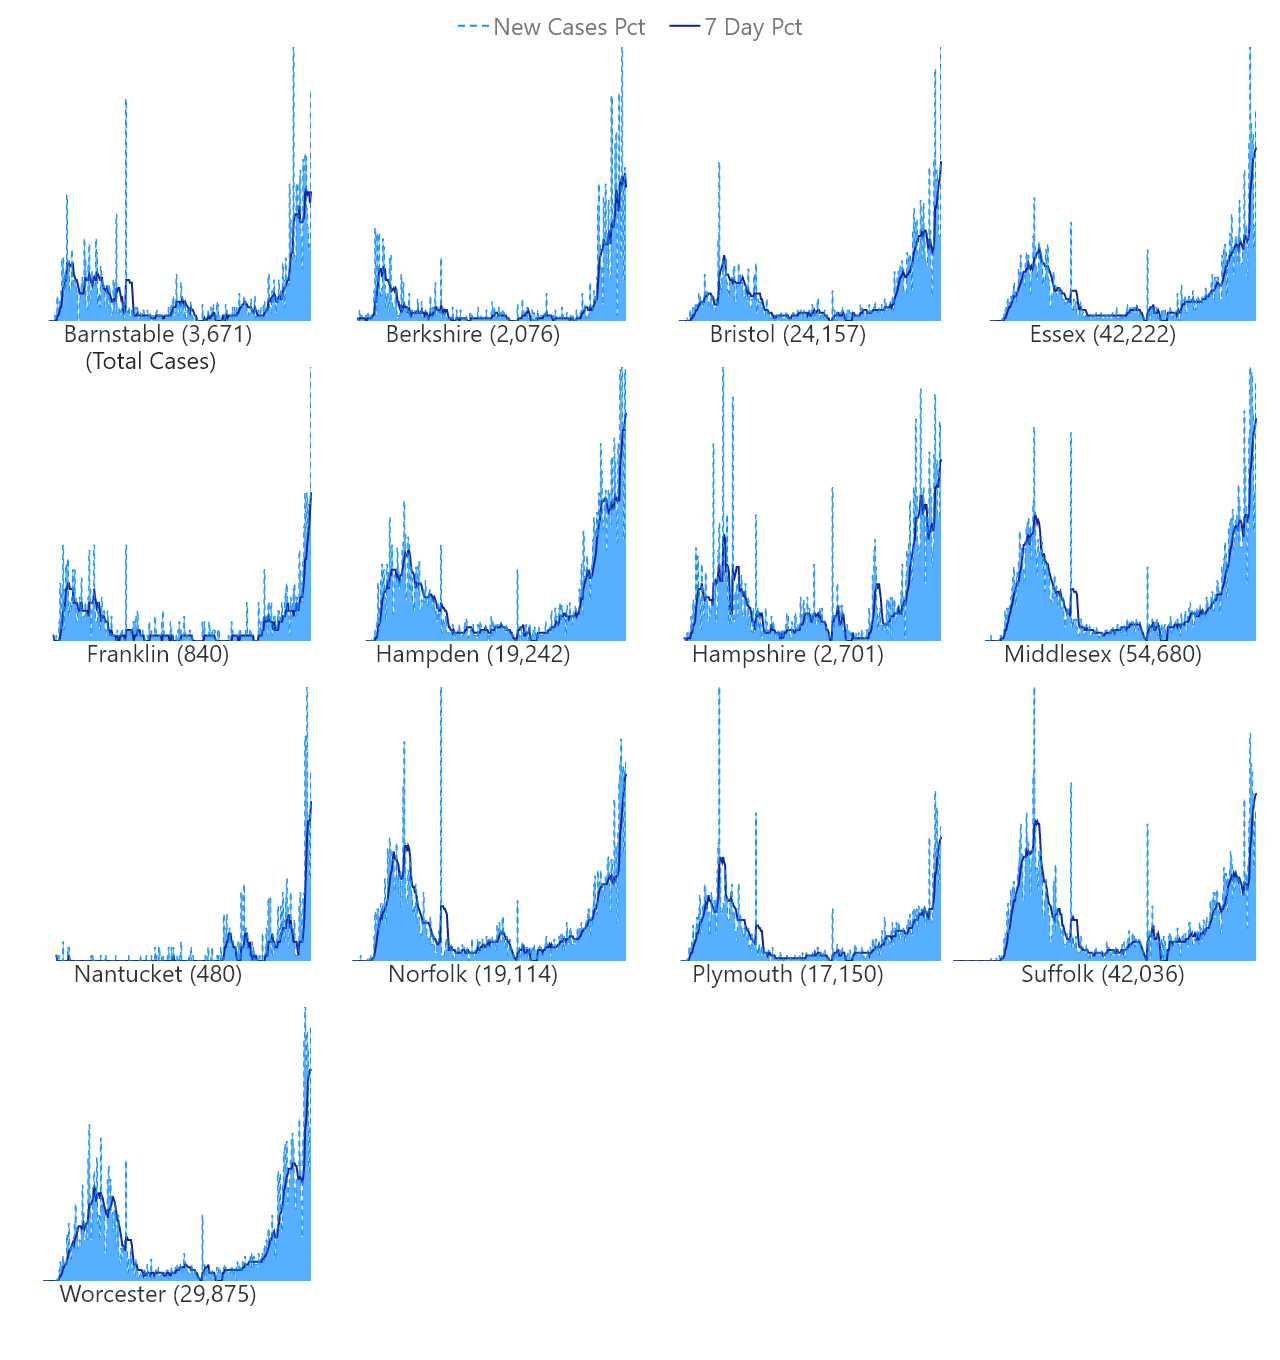 New Cases Pct 7 Day Pct
Barnstable (3,671) Berkshire (2,076) Bristol (24,157) Essex (42,222)
(Total Cases)
Franklin (840) Hampden (19,242) Hampshire (2,701) Middlesex (54,680)
Nantucket (480) Norfolk (19,114) Plymouth (17,150) Suffolk (42,036)
Worcester (29,875)